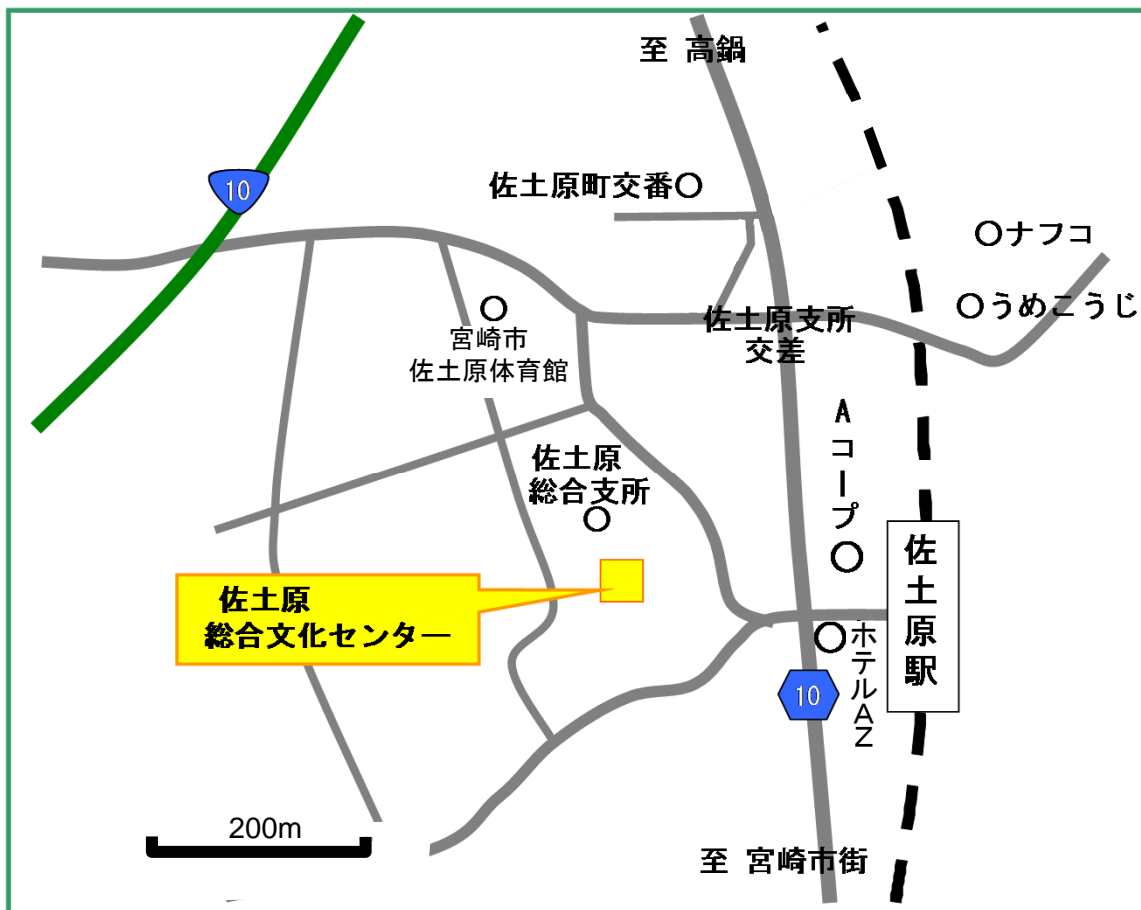 至 高鍋
10
佐土原町交番
ナフコ
うめこうじ
佐土原支所
交差
宮崎市
佐土原体育館
Aコープ
佐土原
総合支所
佐土原駅
佐土原
総合文化センター
ホテルAZ
10
200m
至 宮崎市街